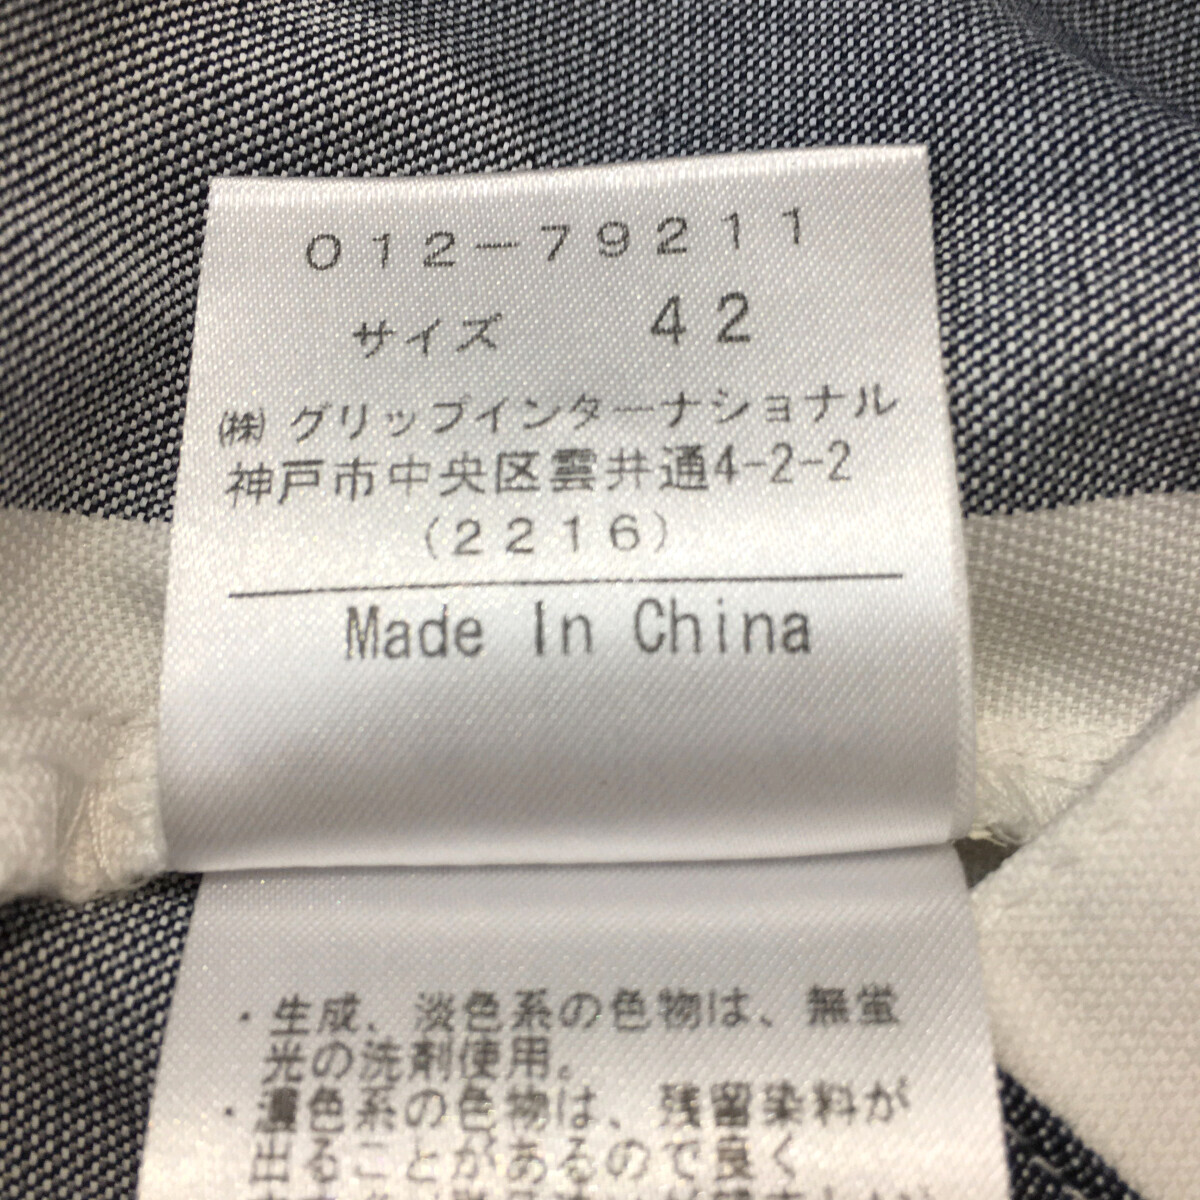 012-79211
サイズ 42
㈱ グリップインターナショナル
神戸市中央区雲井通4-2-2
(2216)
Made In China
・生成、淡色系の色物は、無蛍
光の洗剤使用。
・濃色系の色物は、残留染料が
出ることがあるので良く